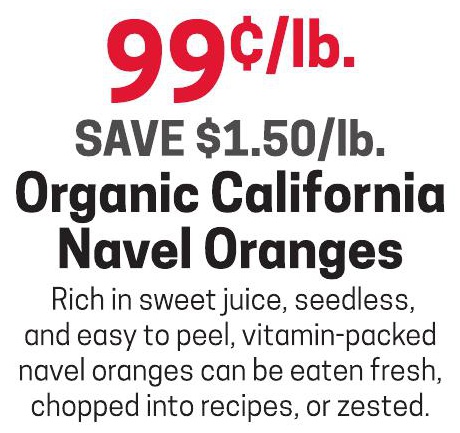 99¢/lb.
SAVE $1.50/lb.
Organic California
Navel Oranges
Rich in sweet juice, seedless,
and easy to peel, vitamin-packed
navel oranges can be eaten fresh,
chopped into recipes, or zested.